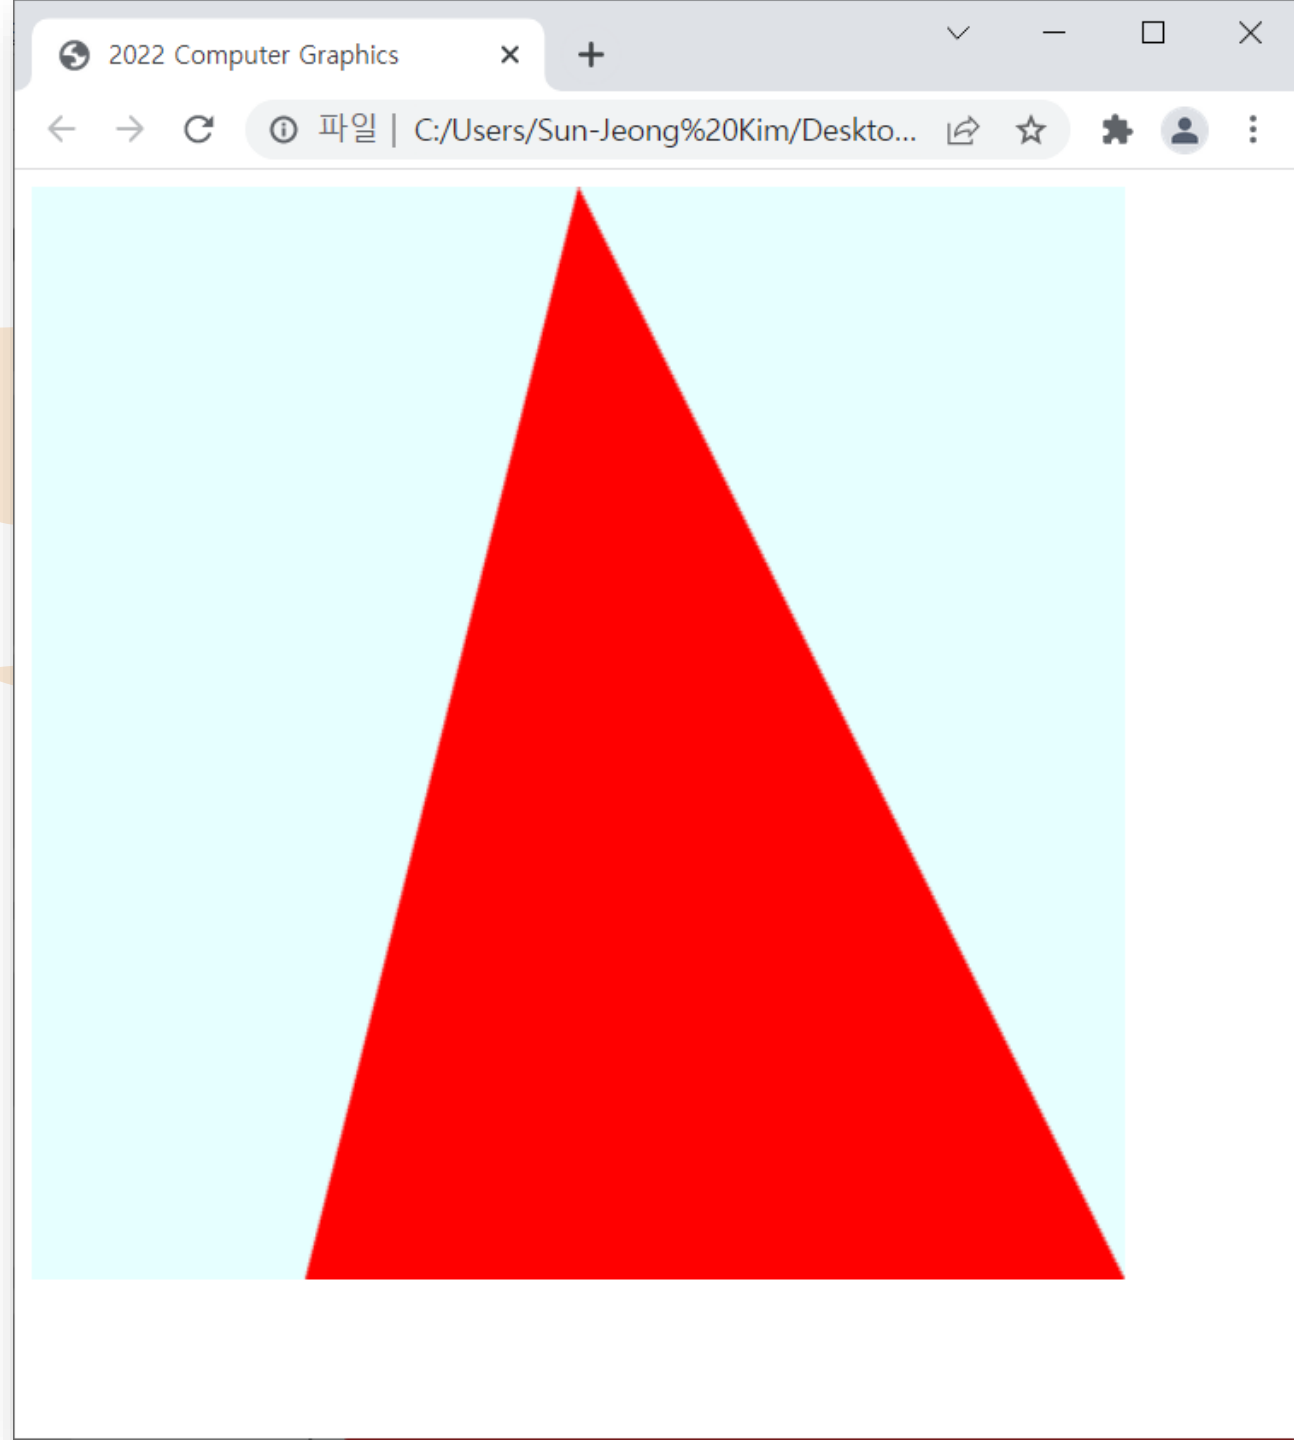 2022 Computer Graphics
파일 | C:/Users/Sun-Jeong%20Kim/Deskto...